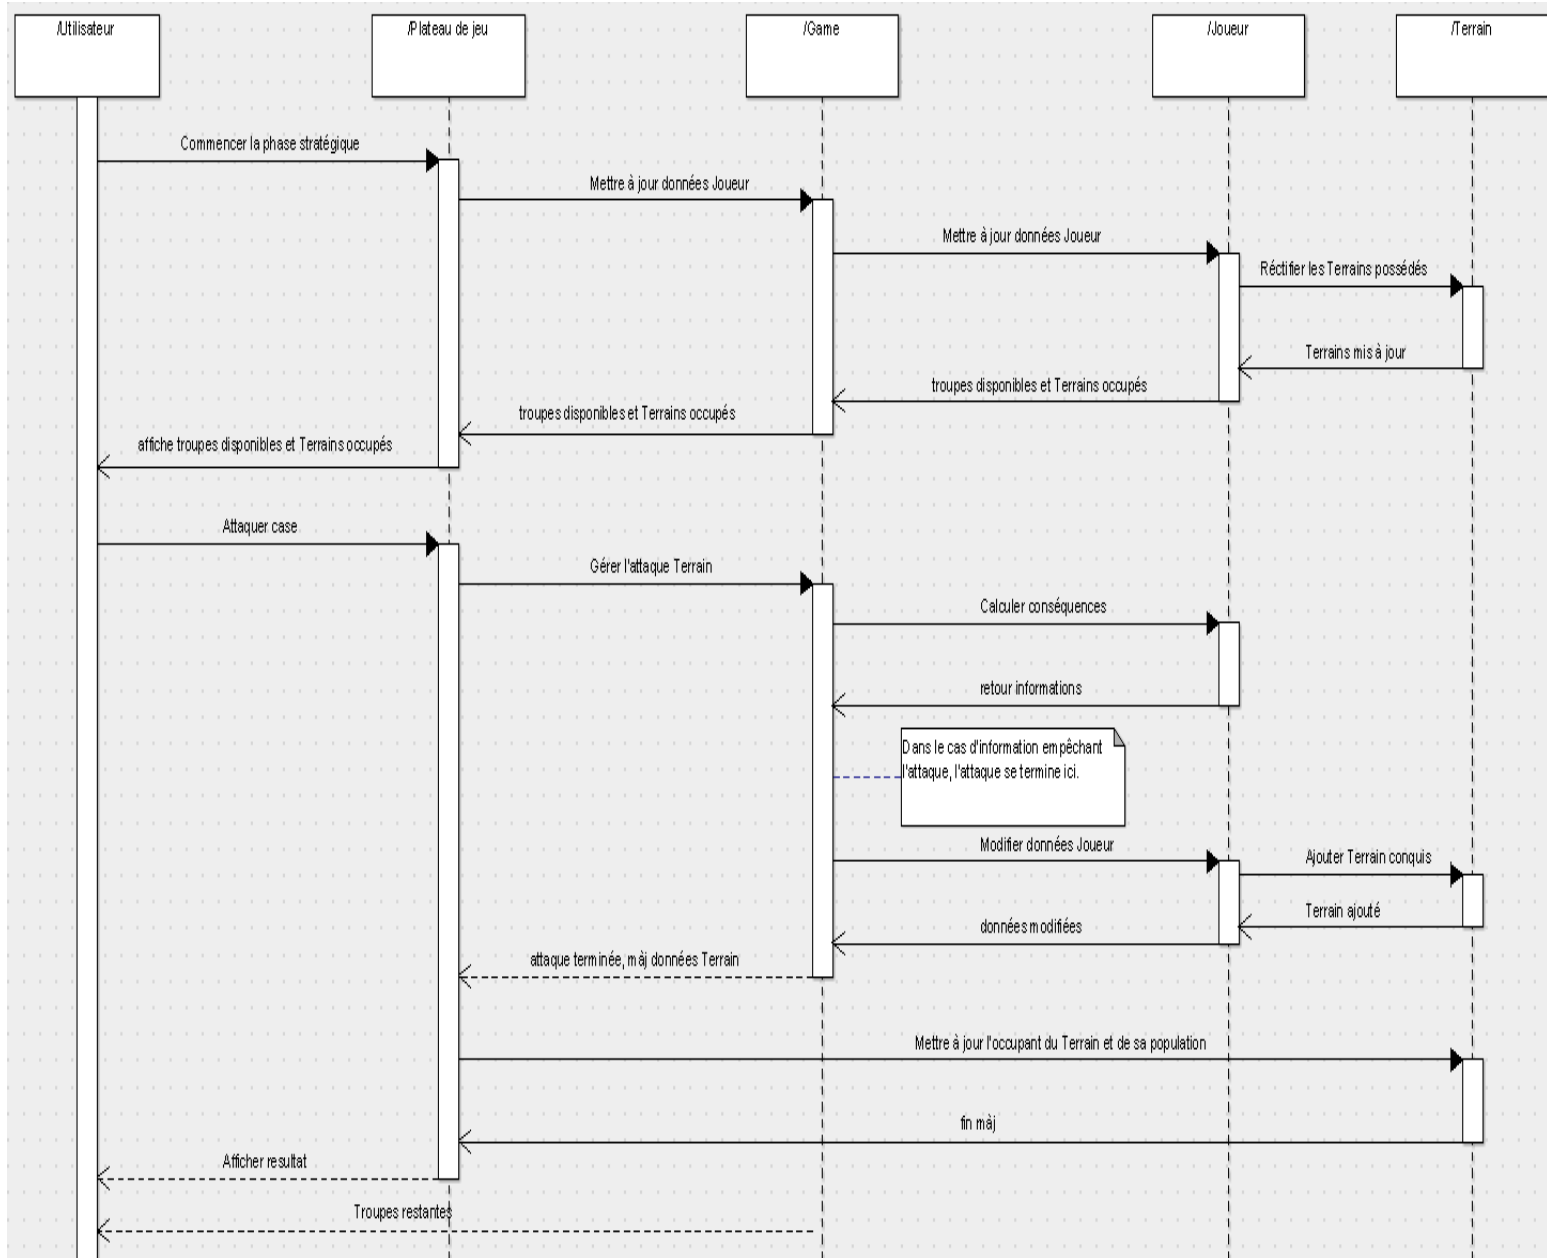 /Utilisateur
/Plateau de jeu
/Game
/Joueur
/Terrain
Commencer la phase stratégique
Mettre à jour données Joueur
Mettre à jour données Joueur
Réctifier les Terrains possédés
Terrains mis à jour
troupes disponibles et Terrains occupés
troupes disponibles et Terrains occupés
affiche troupes disponibles et Terrains occupés
Attaquer case
Gérer l'attaque Terrain
Calculer conséquences
retour informations
Dans le cas d'information empêchant
l'attaque, l'attaque se termine ici.
Modifier données Joueur
Ajouter Terrain conquis
Terrain ajouté
données modifiées
attaque terminée, màj données Terrain
Mettre à jour l'occupant du Terrain et de sa population
fin màj
Afficher resultat
Troupes restantes